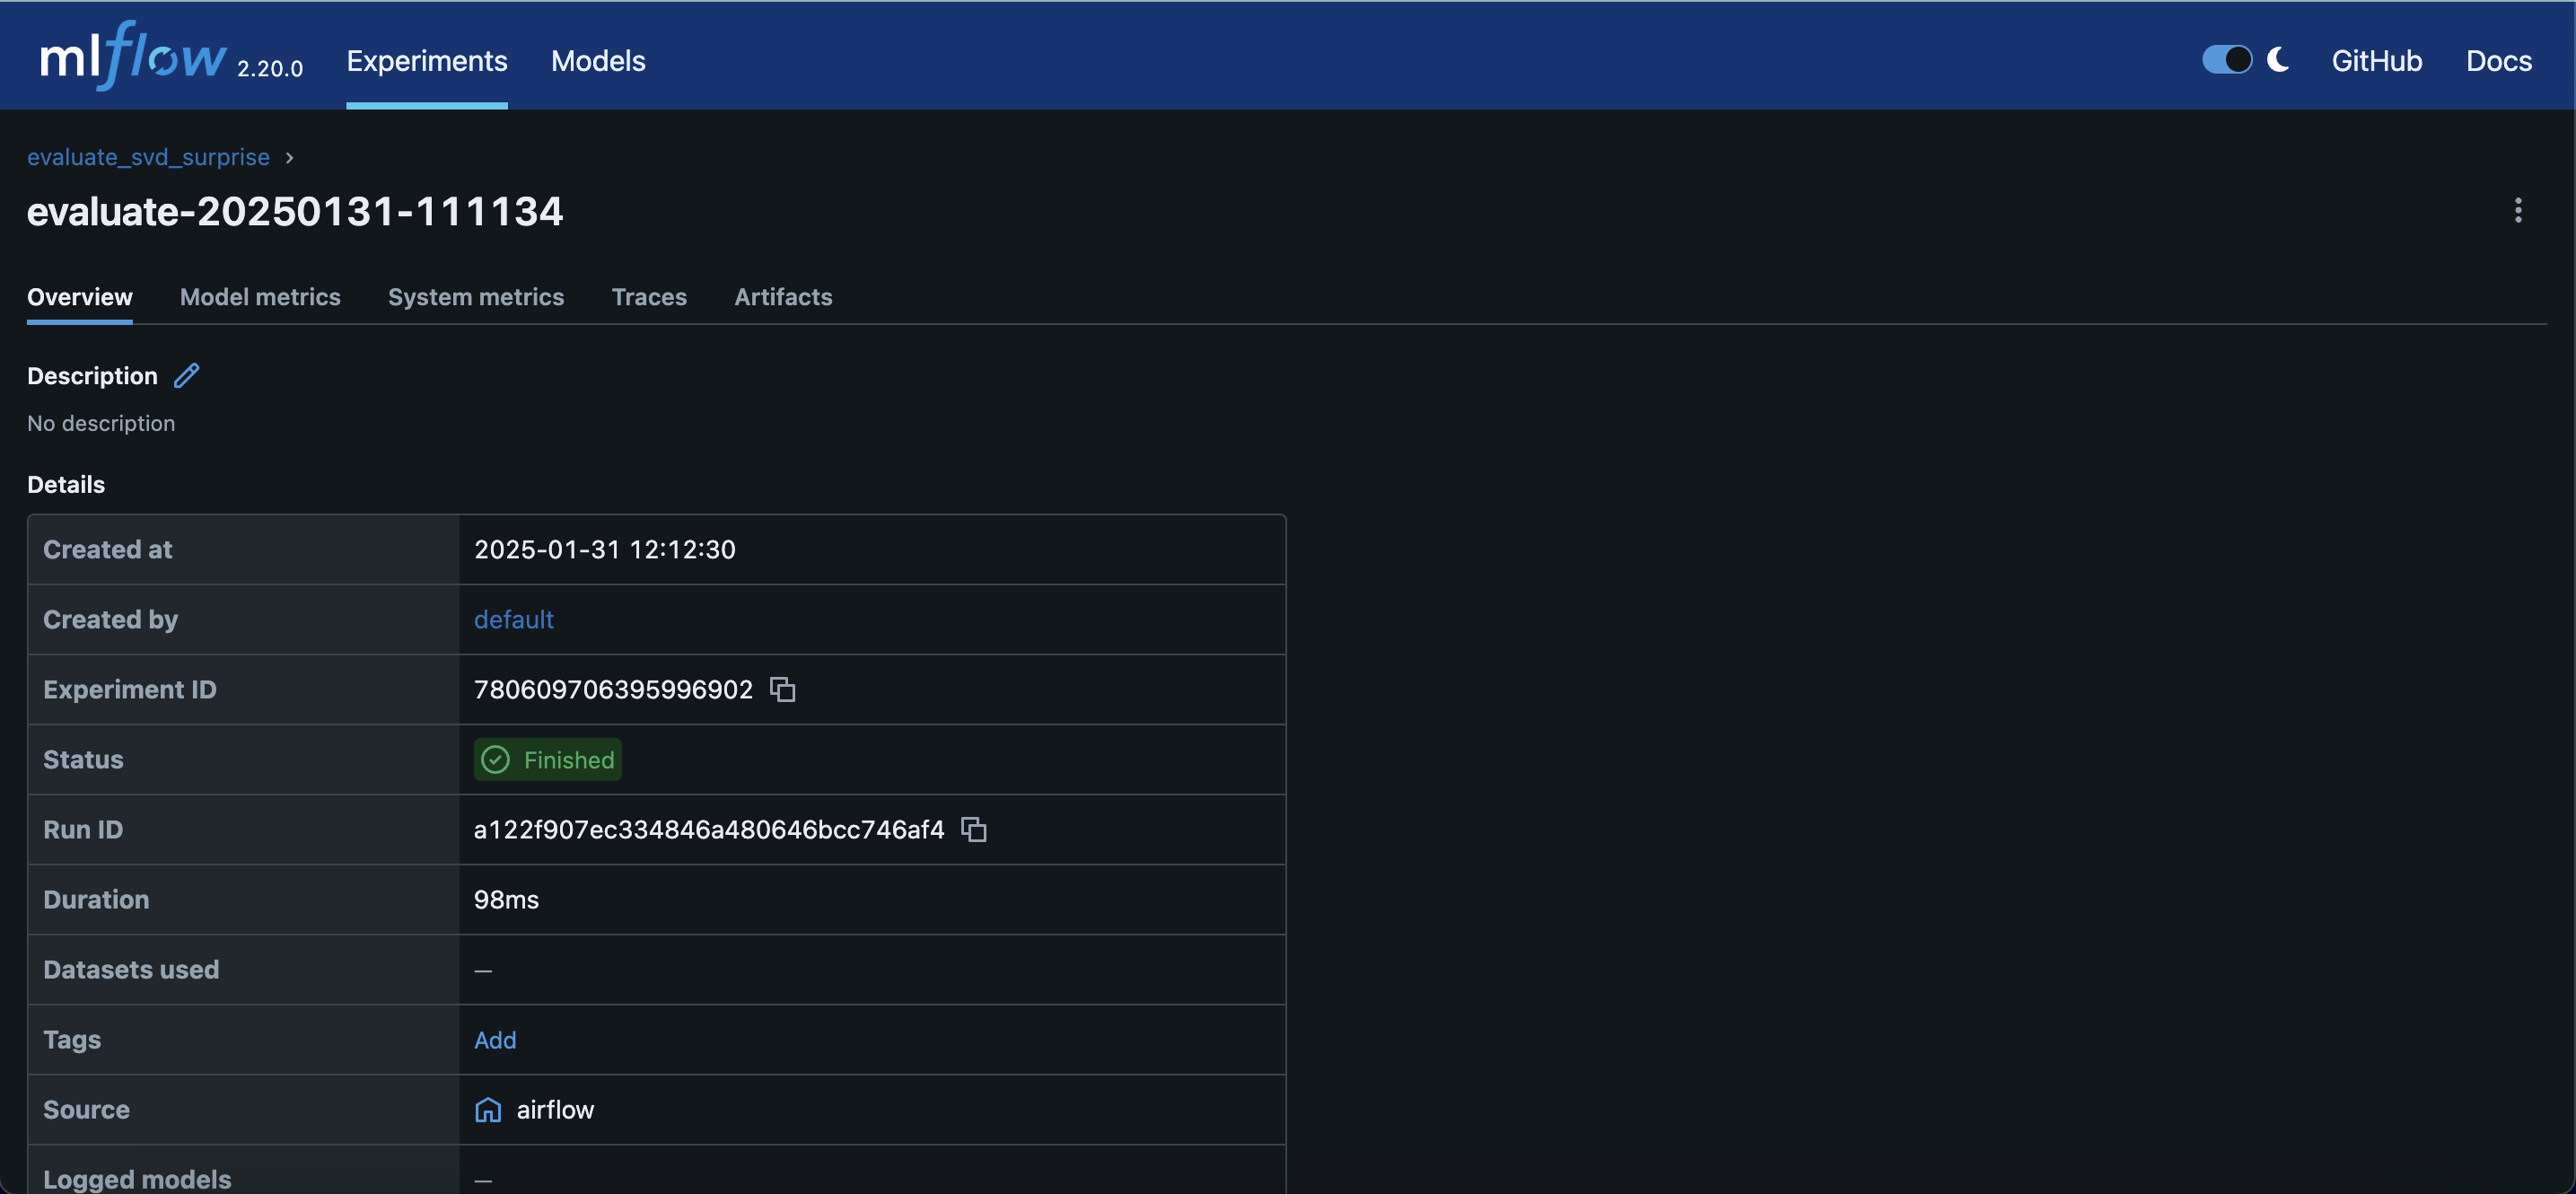 mlflow 2.20.0 Experiments Models GitHub Docs
evaluate_svd_surprise
evaluate-20250131-111134
Overview Model metrics System metrics Traces Artifacts
Description
No description
Details
Created at 2025-01-31 12:12:30
Created by default
Experiment ID 780609706395996902
Status Finished
Run ID a122f907ec334846a480646bcc746af4
Duration 98ms
Datasets used —
Tags Add
Source airflow
Logged models —